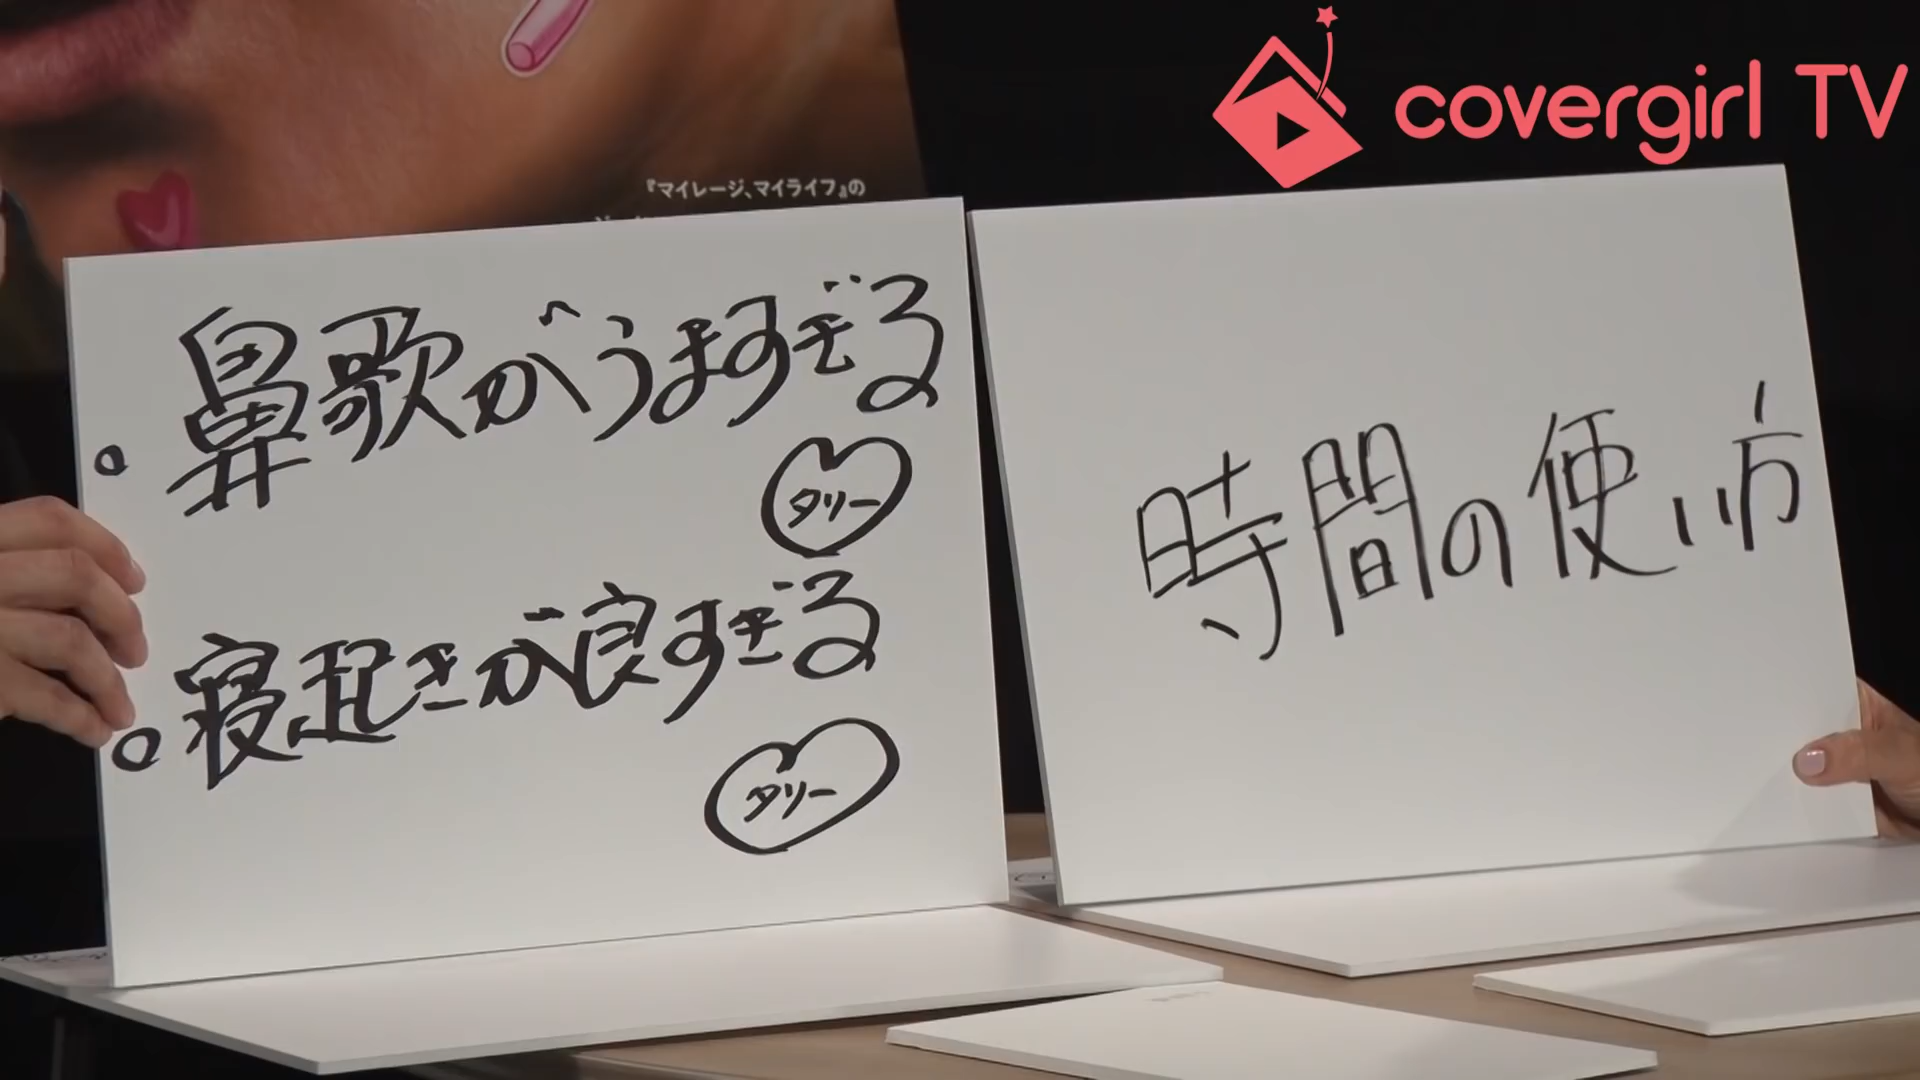 covergirl TV
『マイレージ、マイライフ』の
。鼻歌がうますぎる
タリー
。寝起きが良すぎる
タリー
時間の使い方